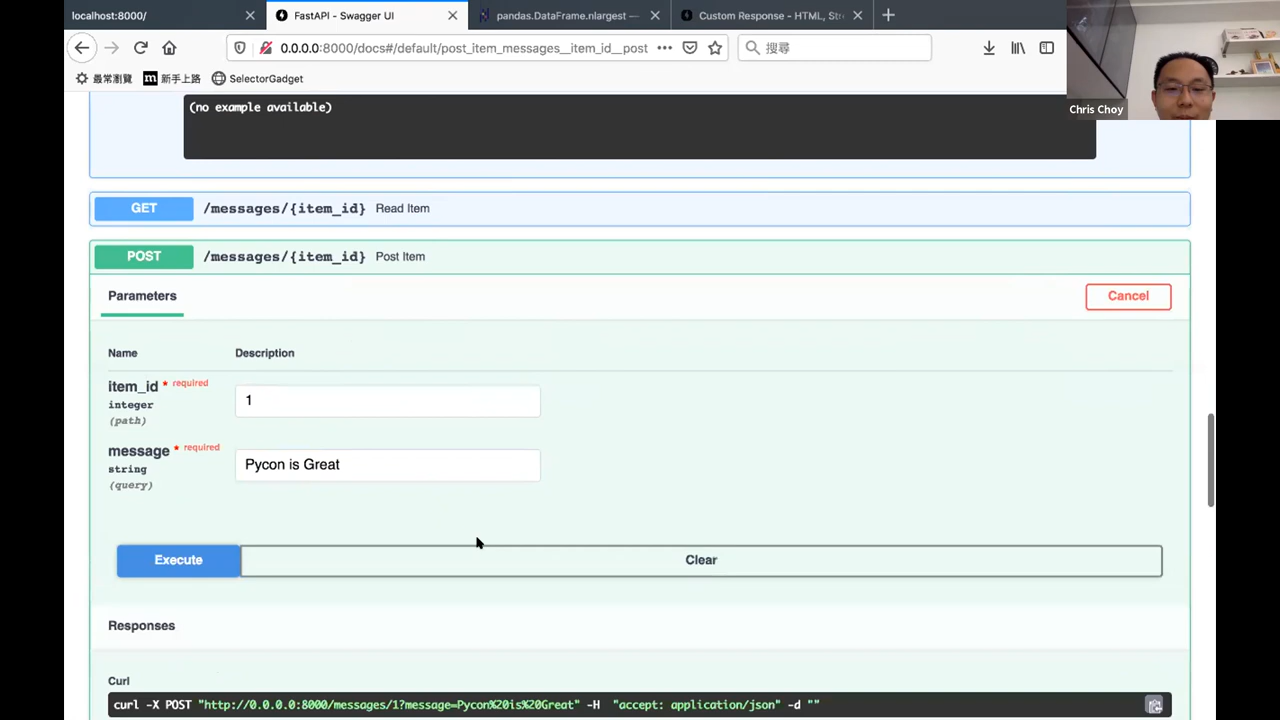 localhost:8000/
FastAPI - Swagger UI
pandas.DataFrame.nlargest —
Custom Response - HTML, Str
0.0.0.0:8000/docs#/default/post_item_messages__item_id__post
搜尋
最常瀏覽
新手上路
SelectorGadget
Chris Choy
(no example available)
GET /messages/{item_id} Read Item
POST /messages/{item_id} Post Item
Parameters
Cancel
Name Description
item_id * required
integer
(path)
1
message * required
string
(query)
Pycon is Great
Execute
Clear
Responses
Curl
curl -X POST "http://0.0.0.0:8000/messages/1?message=Pycon%20is%20Great" -H "accept: application/json" -d ""